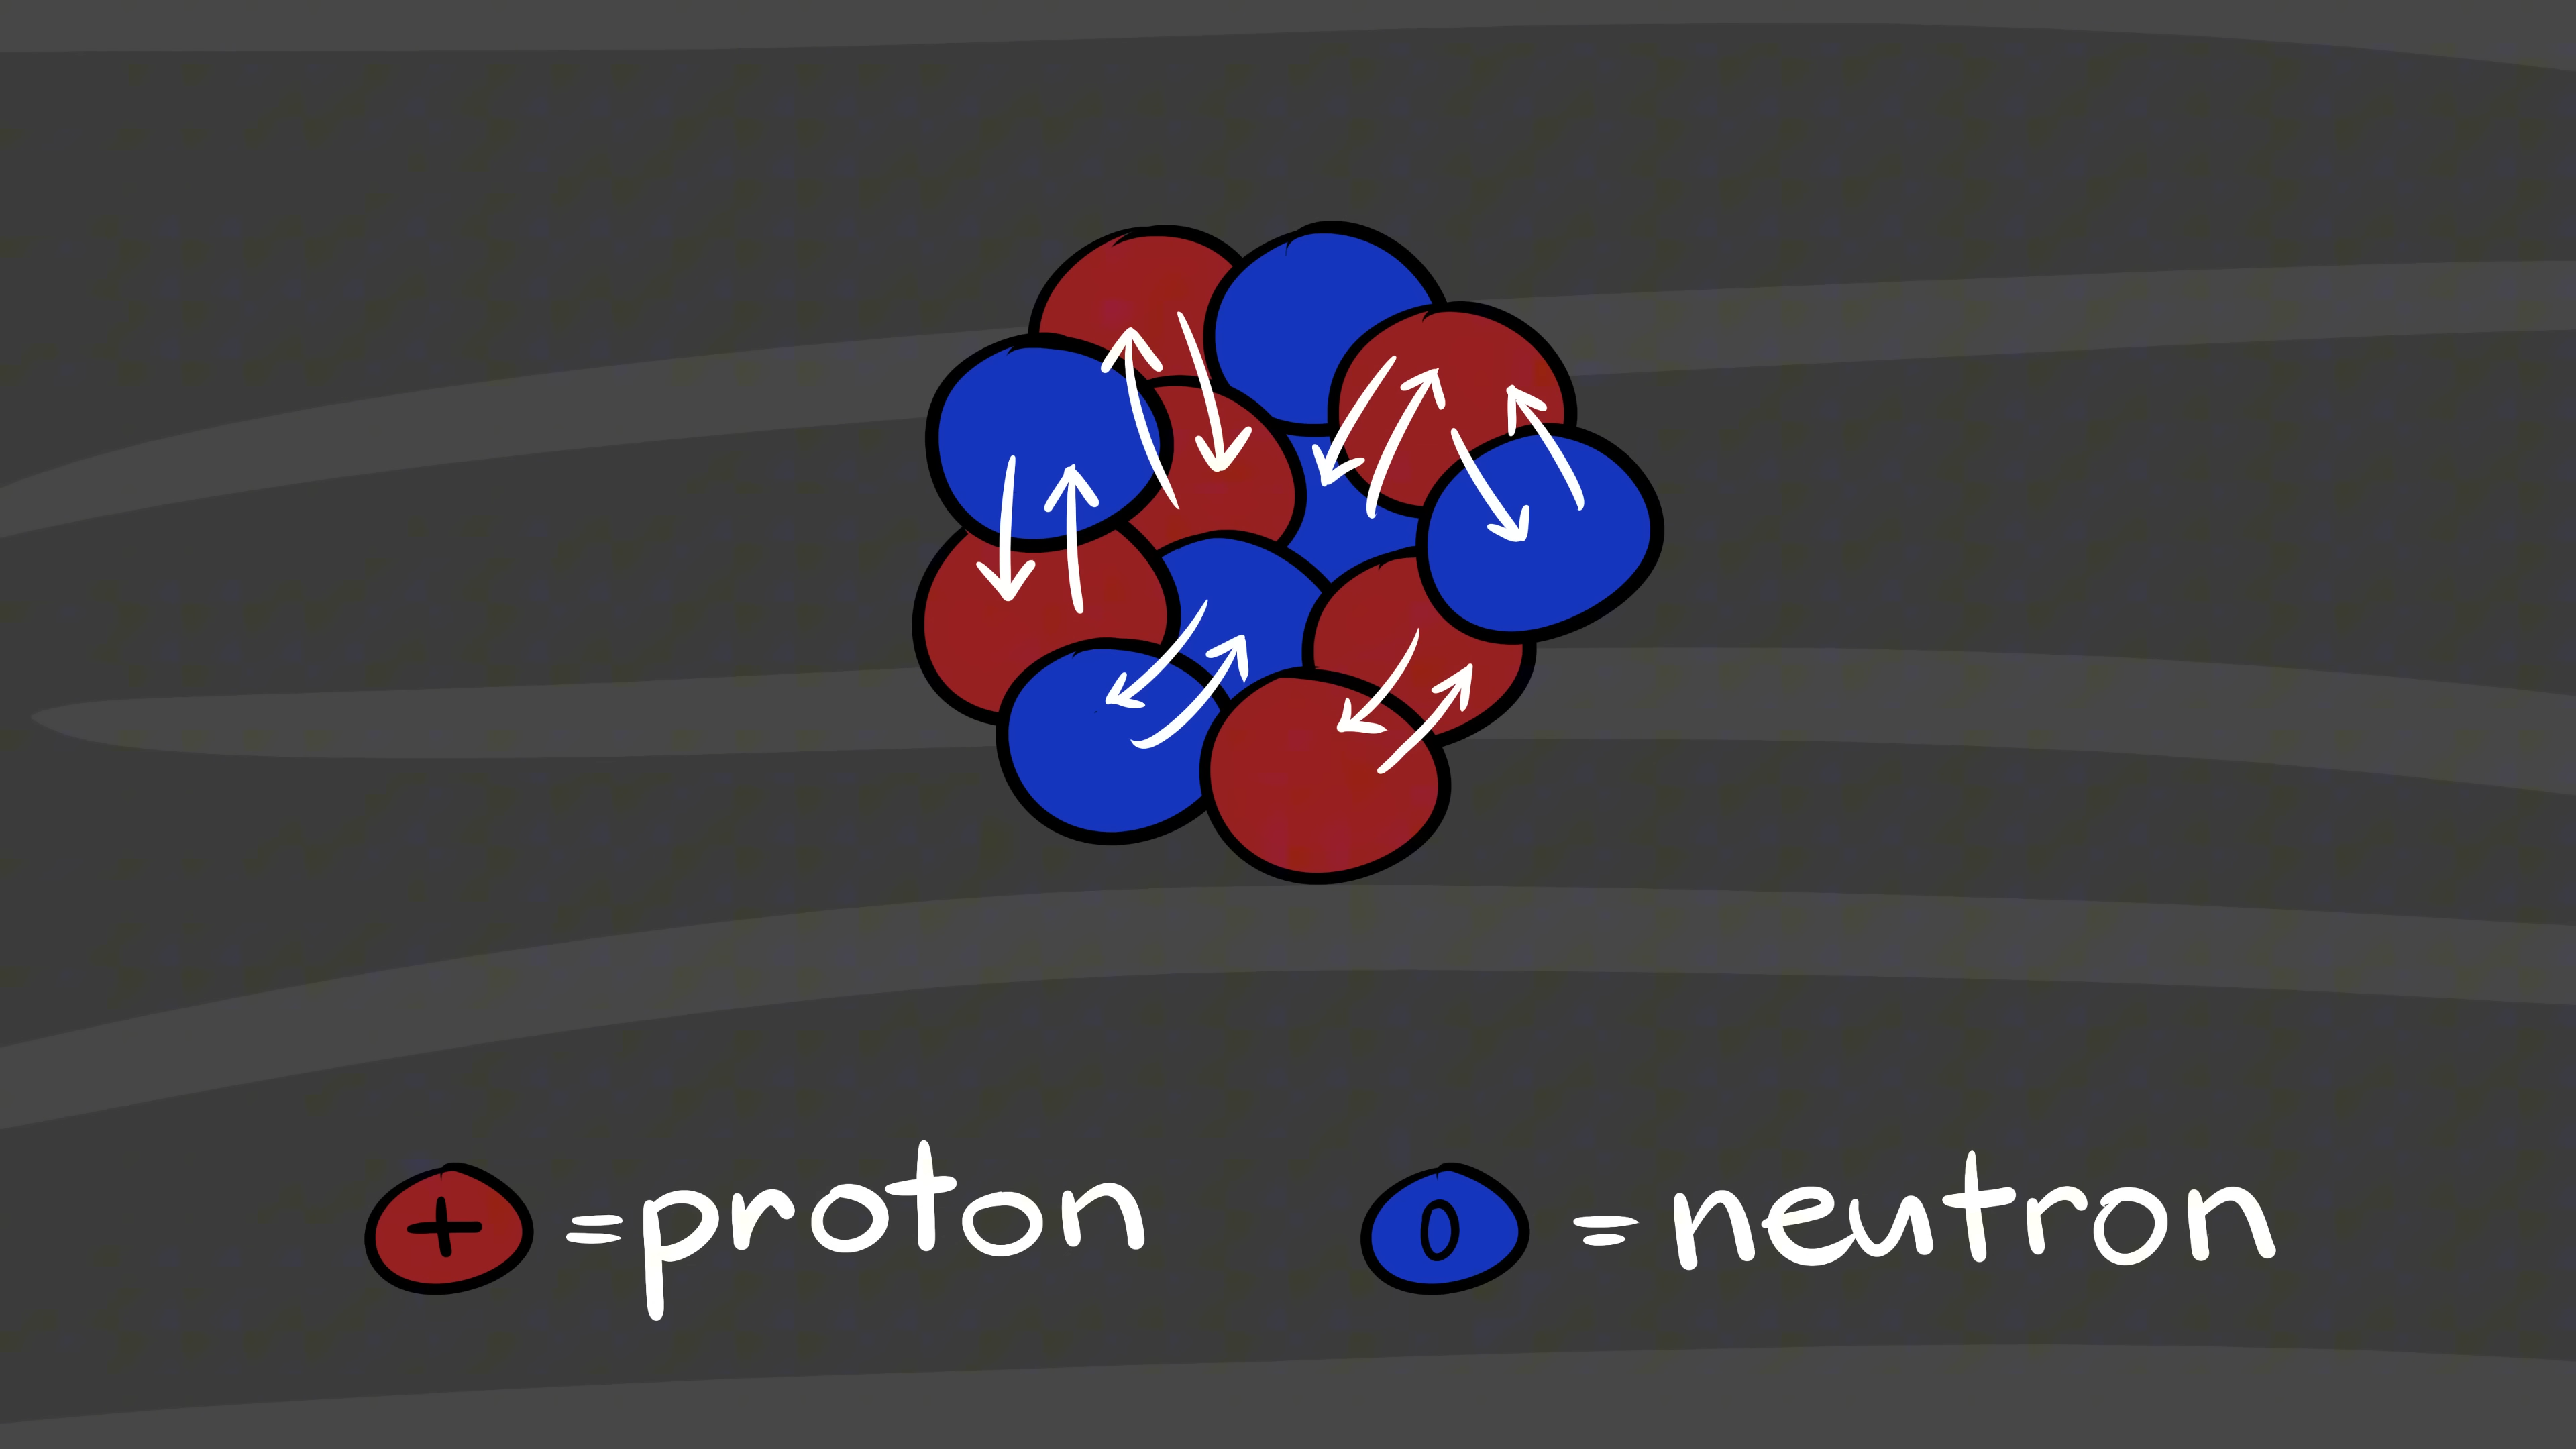 + =proton 0 =neutron